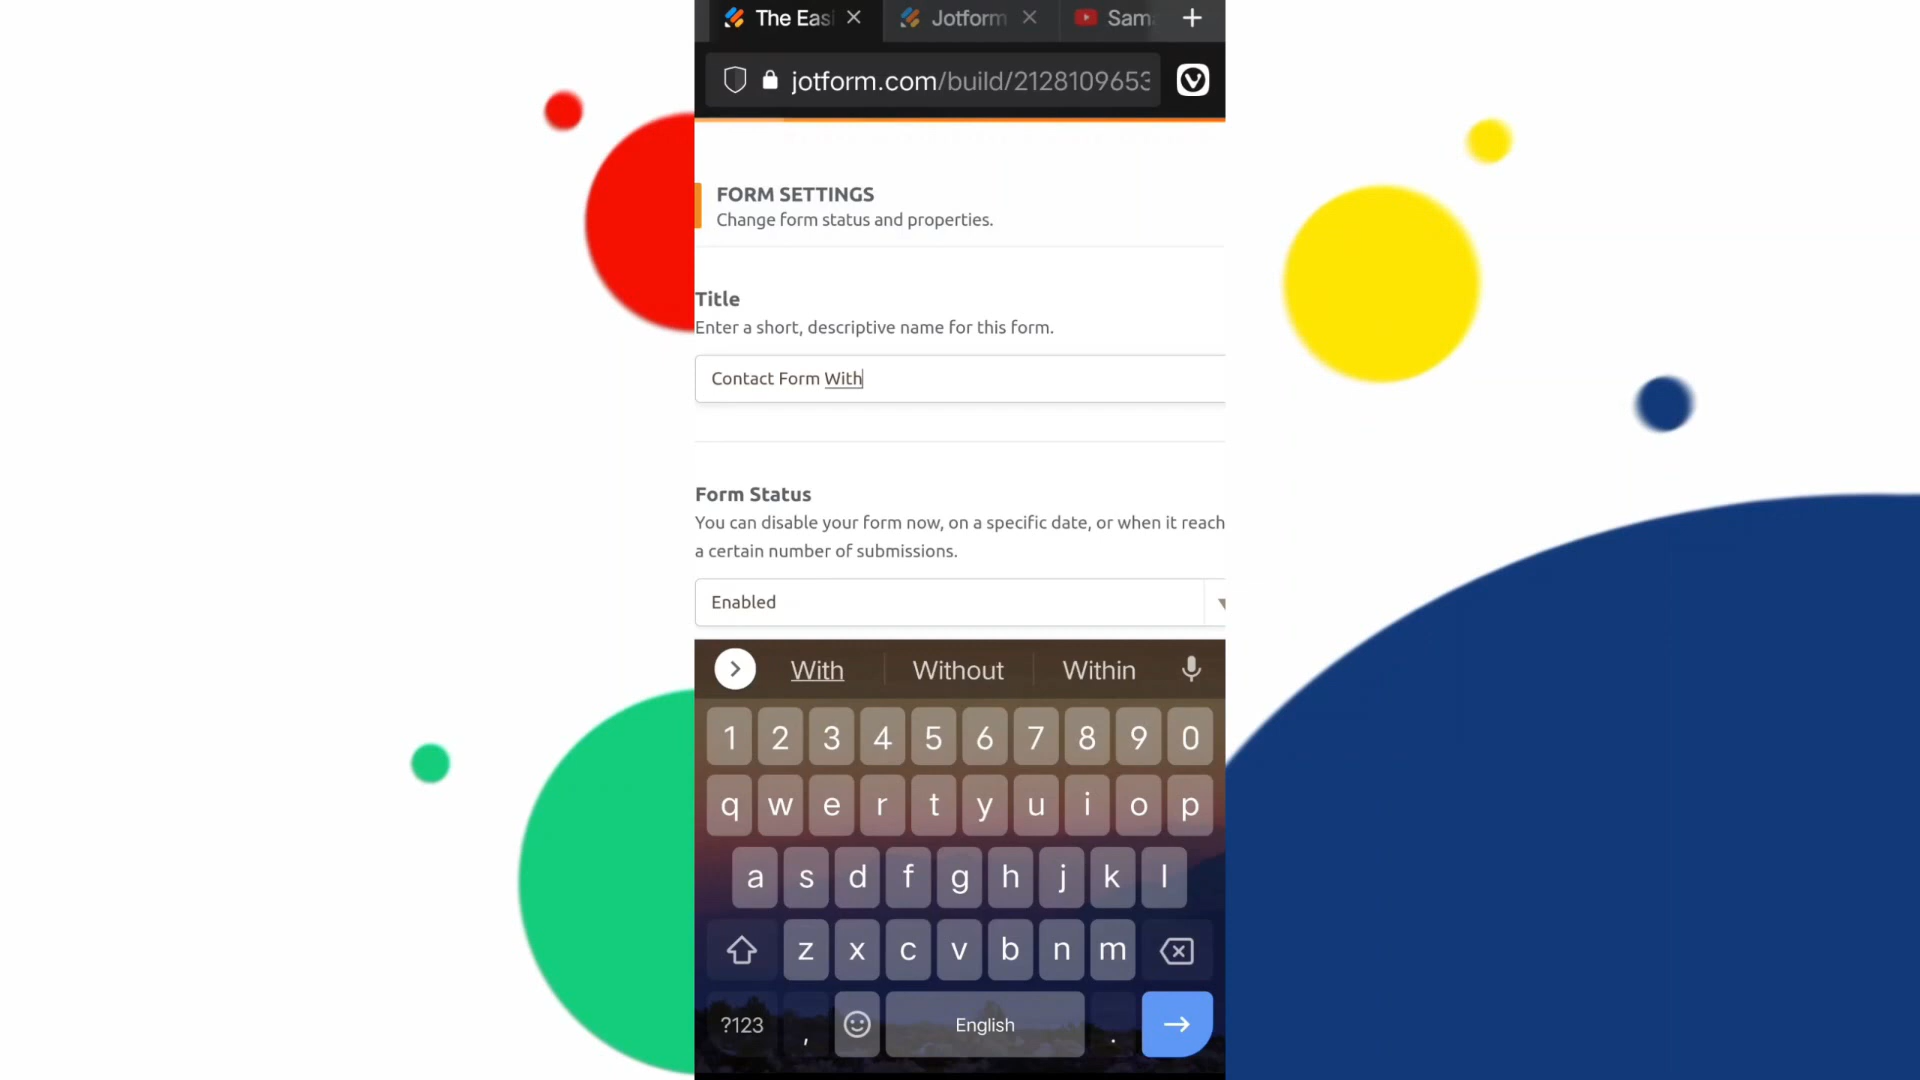 The Easi
Jotform
Sama
jotform.com/build/2128109653
FORM SETTINGS
Change form status and properties.
Title
Enter a short, descriptive name for this form.
Contact Form With
Form Status
You can disable your form now, on a specific date, or when it reach
a certain number of submissions.
Enabled
With Without Within
1 2 3 4 5 6 7 8 9 0
q w e r t y u i o p
a s d f g h j k l
z x c v b n m
?123 , English .